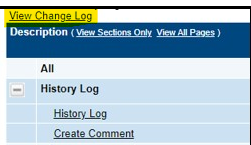 View Change Log
Description ( View Sections Only View All Pages )
All
History Log
History Log
Create Comment